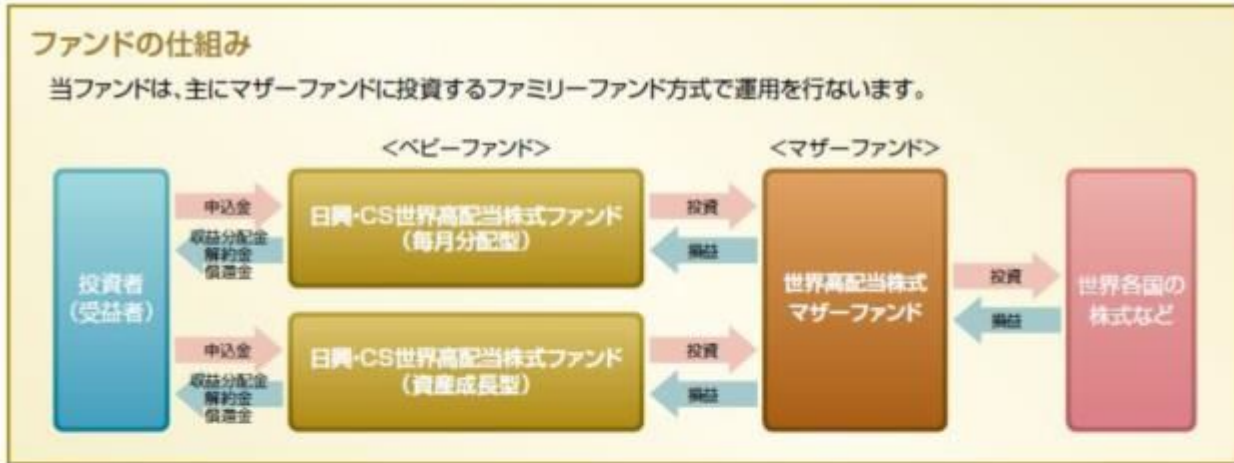 ファンドの仕組み
当ファンドは、主にマザーファンドに投資するファミリーファンド方式で運用を行ないます。
<ベビーファンド>
<マザーファンド>
投資者
(受益者)
申込金
収益分配金
解約金
償還金
日興・CS世界高配当株式ファンド
(毎月分配型)
投資
損益
申込金
収益分配金
解約金
償還金
日興・CS世界高配当株式ファンド
(資産成長型)
投資
損益
世界高配当株式
マザーファンド
投資
損益
世界各国の
株式など